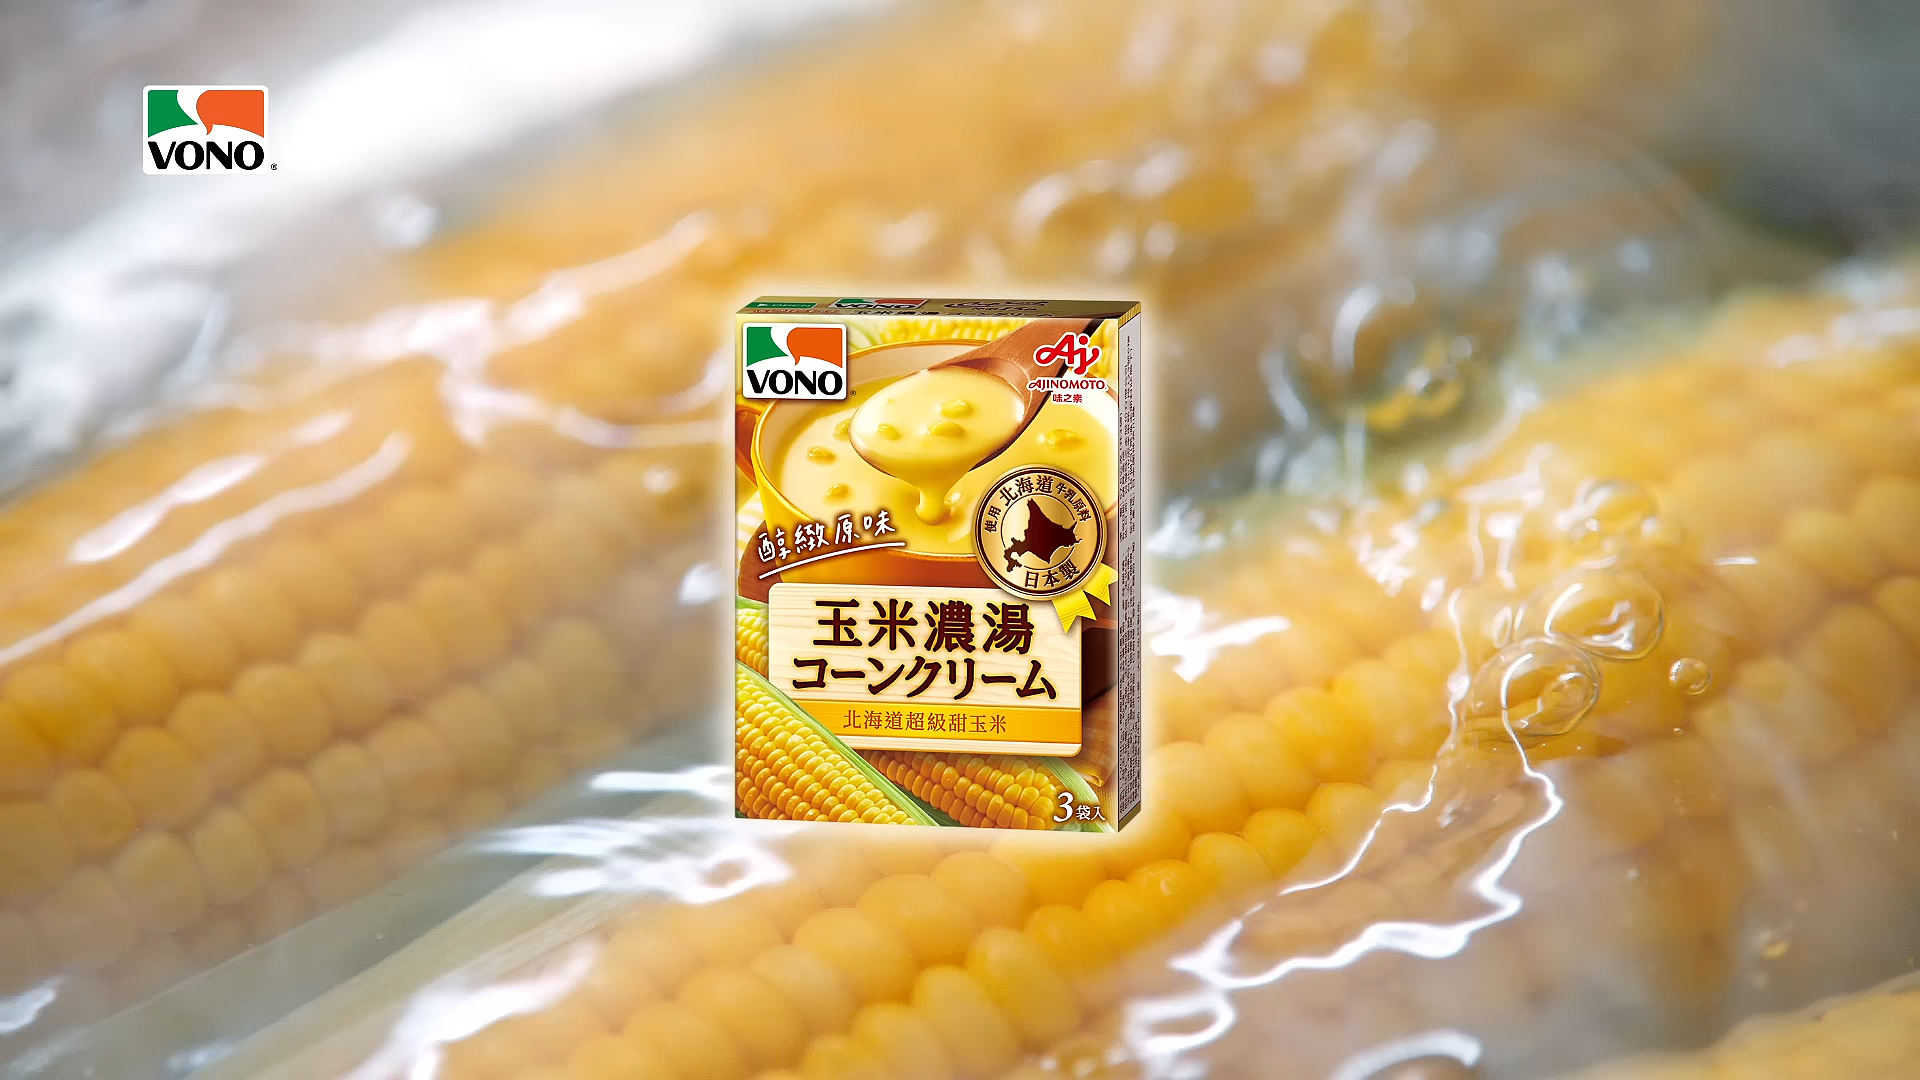 VONO
VONO
Aj
AJINOMOTO
味之素
使用北海道牛乳原料
日本製
醇緻原味
玉米濃湯
コーンクリーム
北海道超級甜玉米
3袋入